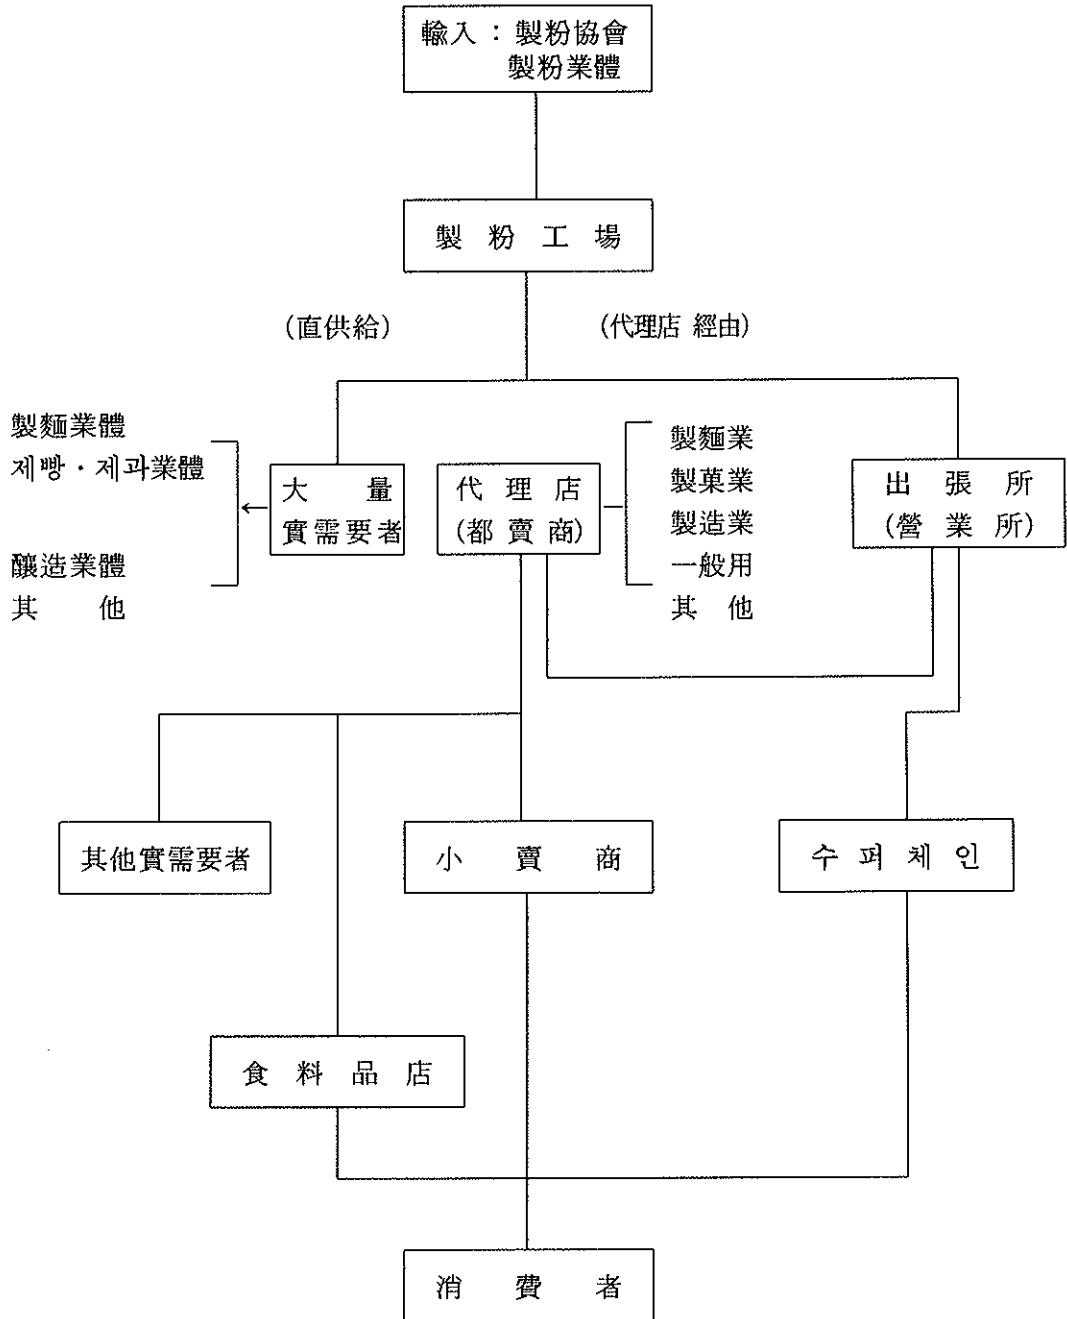 輸入 : 製粉協會
製粉業體
製粉工場
(直供給)
(代理店 經由)
製麵業體
제빵·제과業體
釀造業體
其他
←
大量
實需要者
代理店
(都賣商)
製麵業
製菓業
製造業
一般用
其他
出張所
(營業所)
其他實需要者
小賣商
수퍼체인
食料品店
消費者